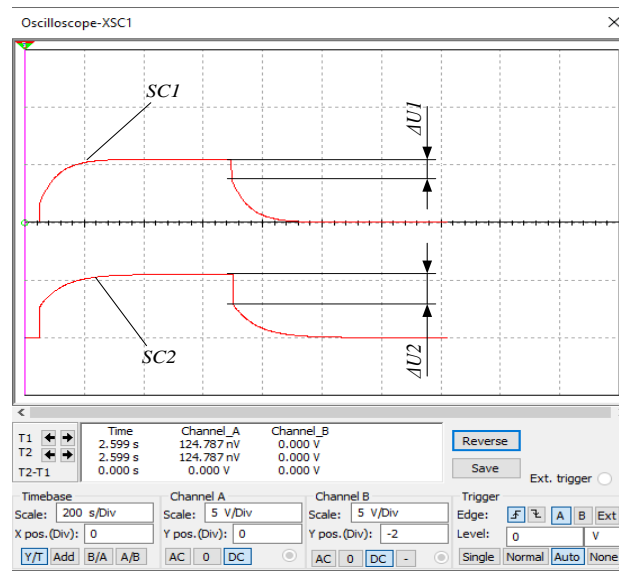 Oscilloscope-XSC1
SC1
ΔU1
SC2
ΔU2
Time Channel_A Channel_B
T1 2.599 s 124.787 nV 0.000 V
T2 2.599 s 124.787 nV 0.000 V
T2-T1 0.000 s 0.000 V 0.000 V
Reverse
Save
Ext. trigger
Timebase
Scale: 200 s/Div
X pos.(Div): 0
Y/T Add B/A A/B
Channel A
Scale: 5 V/Div
Y pos.(Div): 0
AC 0 DC
Channel B
Scale: 5 V/Div
Y pos.(Div): -2
AC 0 DC -
Trigger
Edge: A B Ext
Level: 0 V
Single Normal Auto None